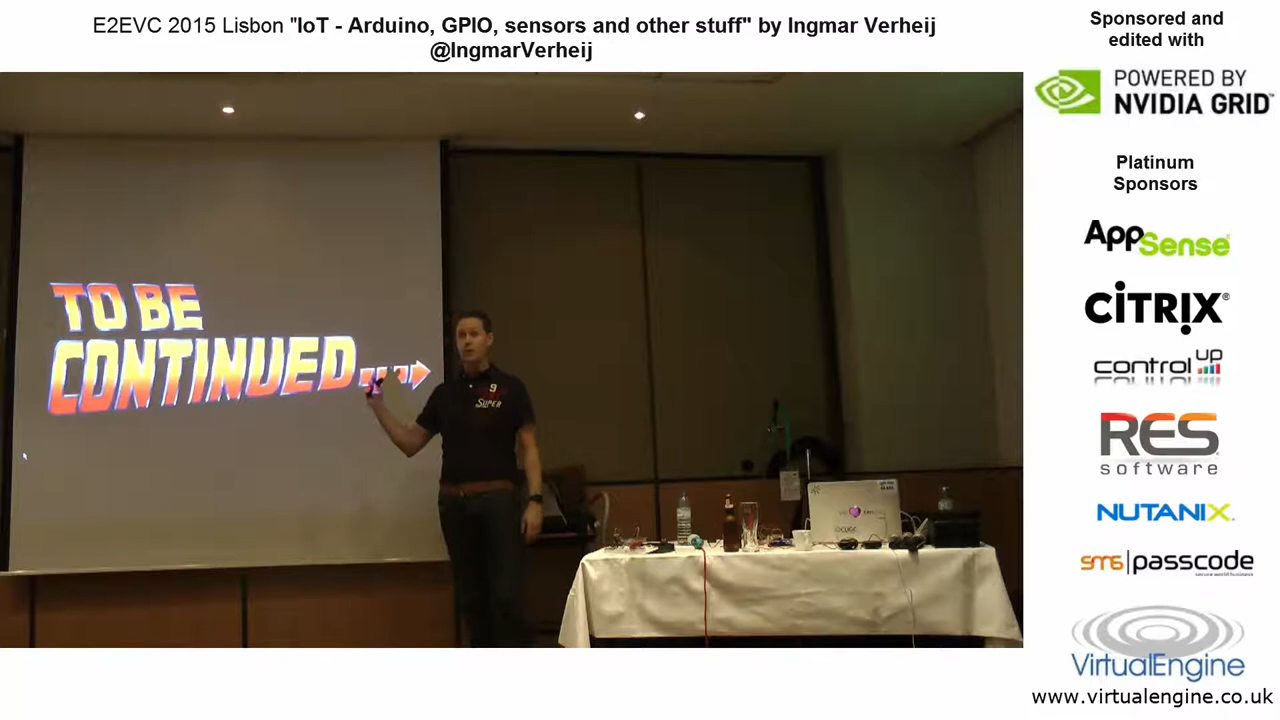 E2EVC 2015 Lisbon "IoT - Arduino, GPIO, sensors and other stuff" by Ingmar Verheij
@IngmarVerheij
TO BE
CONTINUED....
9
SUPER
Sponsored and
edited with
POWERED BY
NVIDIA GRID™
Platinum
Sponsors
AppSense®
CITRIX®
control up
RES
software
NUTANIX.
sms|passcode
VirtualEngine
www.virtualengine.co.uk